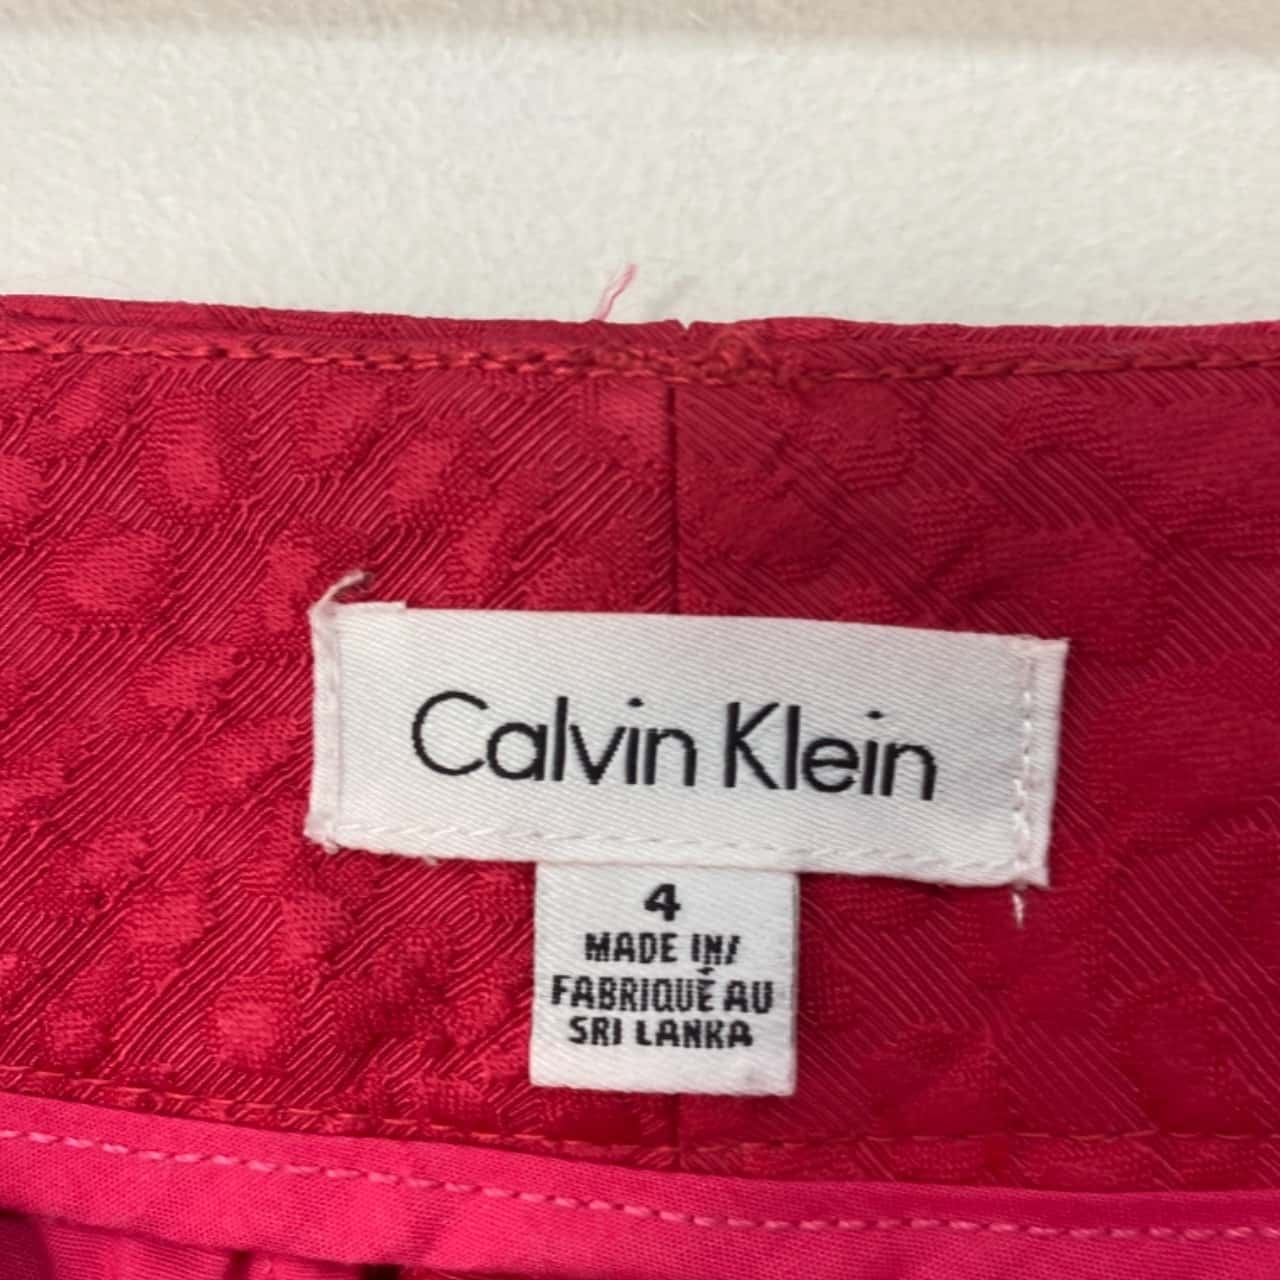 Calvin Klein
4
MADE IN/
FABRIQUÉ AU
SRI LANKA